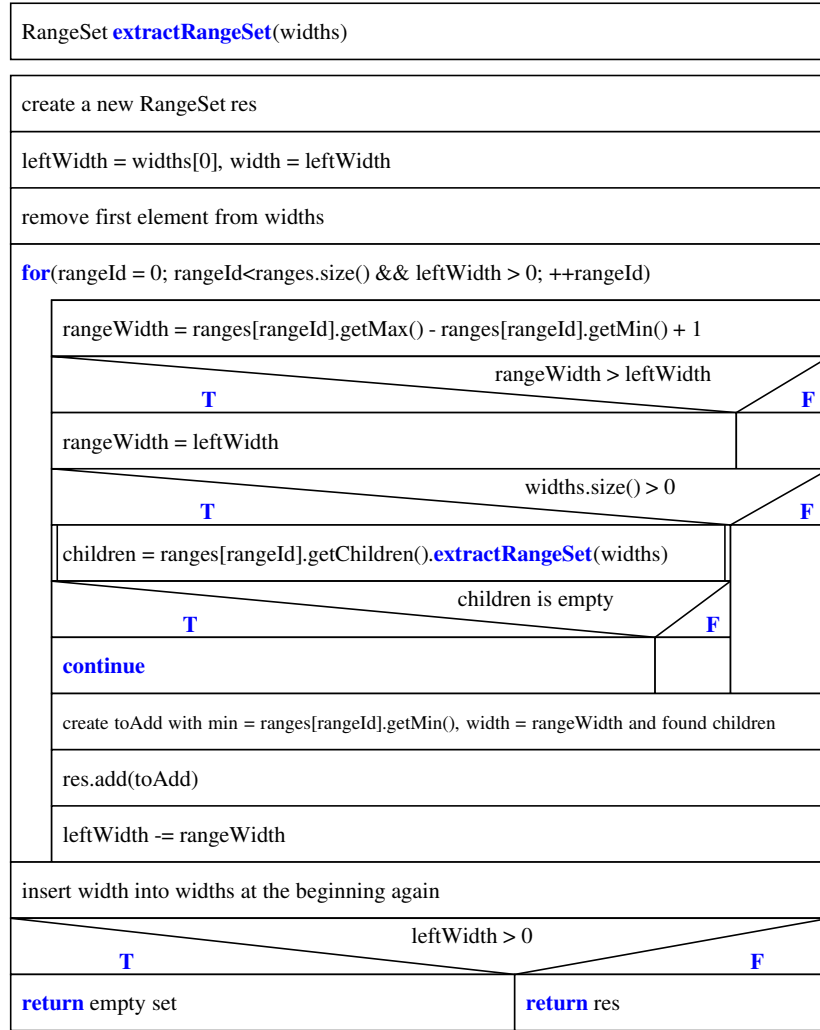 RangeSet extractRangeSet(widths)
create a new RangeSet res
leftWidth = widths[0], width = leftWidth
remove first element from widths
for(rangeId = 0; rangeId<ranges.size() && leftWidth > 0; ++rangeId)
rangeWidth = ranges[rangeId].getMax() - ranges[rangeId].getMin() + 1
rangeWidth > leftWidth
T F
rangeWidth = leftWidth
widths.size() > 0
T F
children = ranges[rangeId].getChildren().extractRangeSet(widths)
children is empty
T F
continue
create toAdd with min = ranges[rangeId].getMin(), width = rangeWidth and found children
res.add(toAdd)
leftWidth -= rangeWidth
insert width into widths at the beginning again
leftWidth > 0
T F
return empty set return res